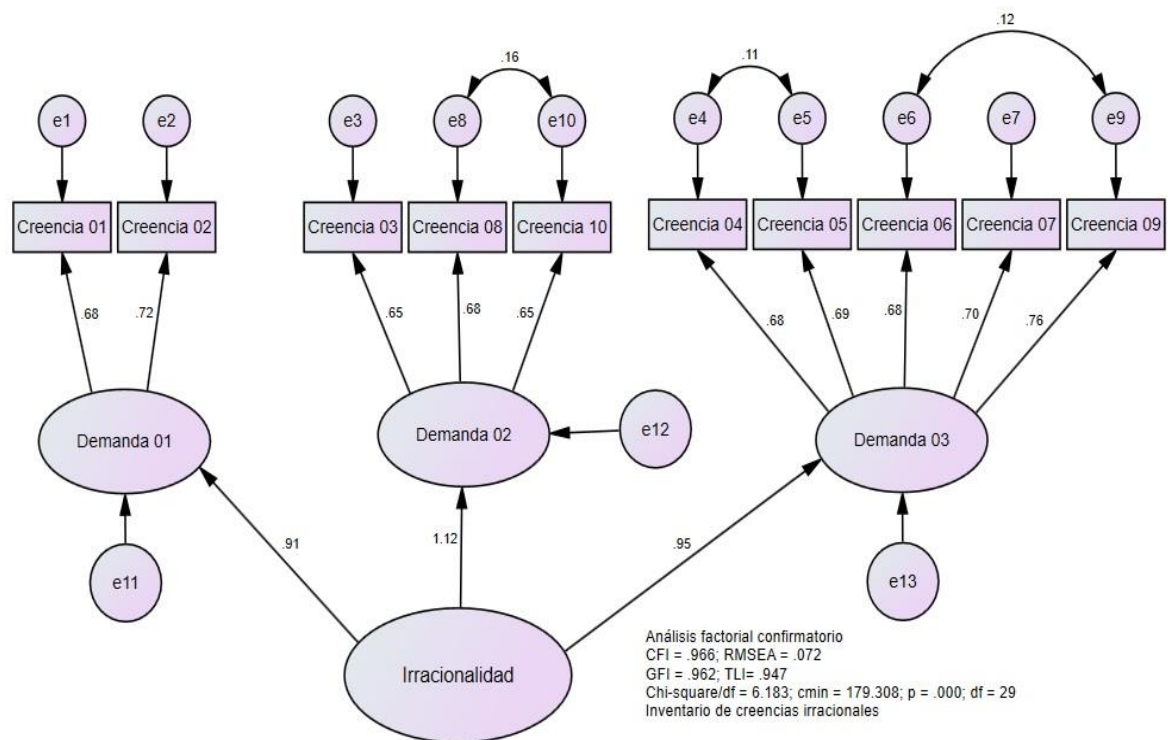 .12
.16
.11
e1
e2
e3
e8
e10
e4
e5
e6
e7
e9
Creencia 01
Creencia 02
Creencia 03
Creencia 08
Creencia 10
Creencia 04
Creencia 05
Creencia 06
Creencia 07
Creencia 09
.68
.72
.65
.68
.65
.68
.69
.68
.70
.76
Demanda 01
Demanda 02
e12
Demanda 03
.91
1.12
.95
e11
e13
Irracionalidad
Análisis factorial confirmatorio
CFI = .966; RMSEA = .072
GFI = .962; TLI= .947
Chi-square/df = 6.183; cmin = 179.308; p = .000; df = 29
Inventario de creencias irracionales